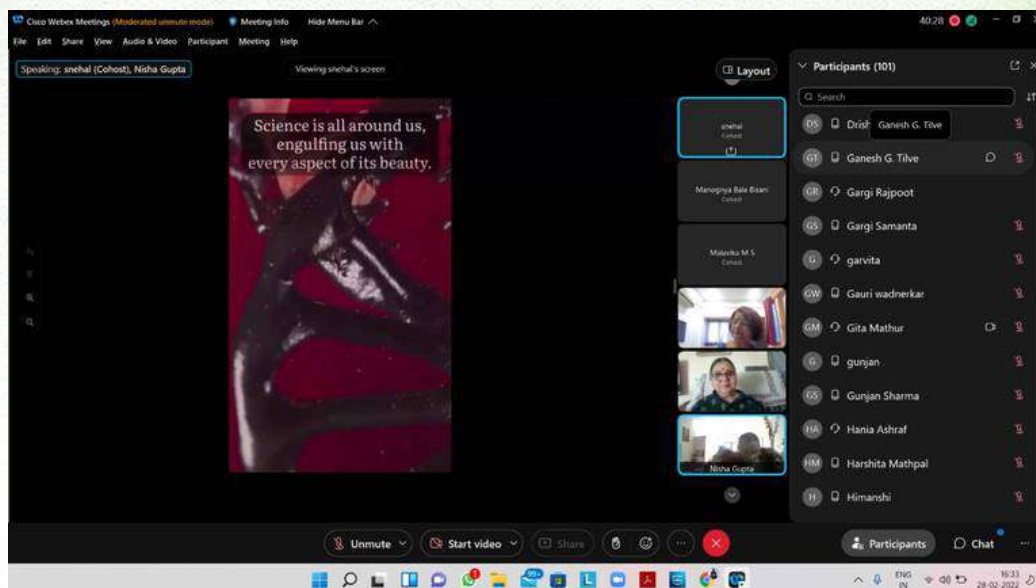 Cisco Webex Meetings (Moderated unmute mode) Meeting Info Hide Menu Bar
40:28
File Edit Share View Audio & Video Participant Meeting Help
Speaking: snehal (Cohost), Nisha Gupta
Viewing snehal's screen
Layout
Science is all around us,
engulfing us with
every aspect of its beauty.
snehal
Cohost
Manognya Bala Bisani
Cohost
Malavika M S
Cohost
Nisha Gupta
Participants (101)
Search
DS Drish
Ganesh G. Tilve
GT Ganesh G. Tilve
GR Gargi Rajpoot
GS Gargi Samanta
G garvita
GW Gauri wadnerkar
GM Gita Mathur
G gunjan
GS Gunjan Sharma
HA Hania Ashraf
HM Harshita Mathpal
H Himanshi
Unmute Start video Share
Participants Chat
99+
ENG
IN
16:33
28-02-2022